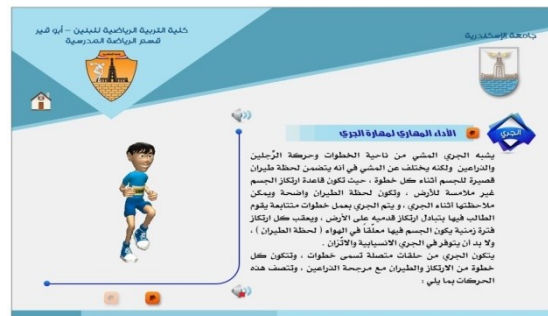 جامعة الإسكندرية
كلية التربية الرياضية للبنين – أبو قير
قسم الرياضة المدرسية
الجري
الأداء المهاري لمهارة الجري
يشبه الجري المشي من ناحية الخطوات وحركة الرّجلين
والذراعين ولكنه يختلف عن المشي في أنه يتضمن لحظة طيران
قصيرة للجسم أثناء كل خطوة ، حيث تكون قاعدة ارتكاز الجسم
غير ملامسة للأرض ، وتكون لحظة الطيران واضحة ويمكن
ملاحظتها أثناء الجري ، و يتم الجري بعمل خطوات متتابعة يقوم
الطالب فيها بتبادل ارتكاز قدميه على الأرض ، ويعقب كل ارتكاز
فترة زمنية يكون الجسم فيها معلقاً في الهواء ( لحظة الطيران ) ،
ولا بد أن يتوفر في الجري الانسيابية والاتّزان .
يتكون الجري من حلقات متصلة تسمى خطوات ، وتتكون كل
خطوة من الارتكاز والطيران مع مرجحة الذراعين ، وتتصف هذه
الحركات بما يلي :